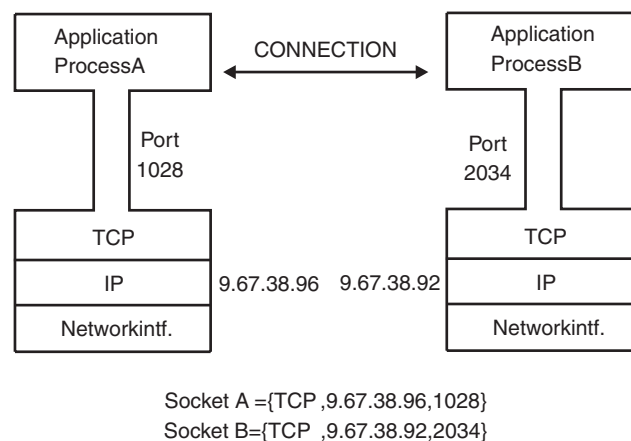 Application
ProcessA
CONNECTION
Application
ProcessB
Port
1028
Port
2034
TCP
TCP
IP
9.67.38.96
9.67.38.92
IP
Networkintf.
Networkintf.
Socket A ={TCP ,9.67.38.96,1028}
Socket B={TCP ,9.67.38.92,2034}